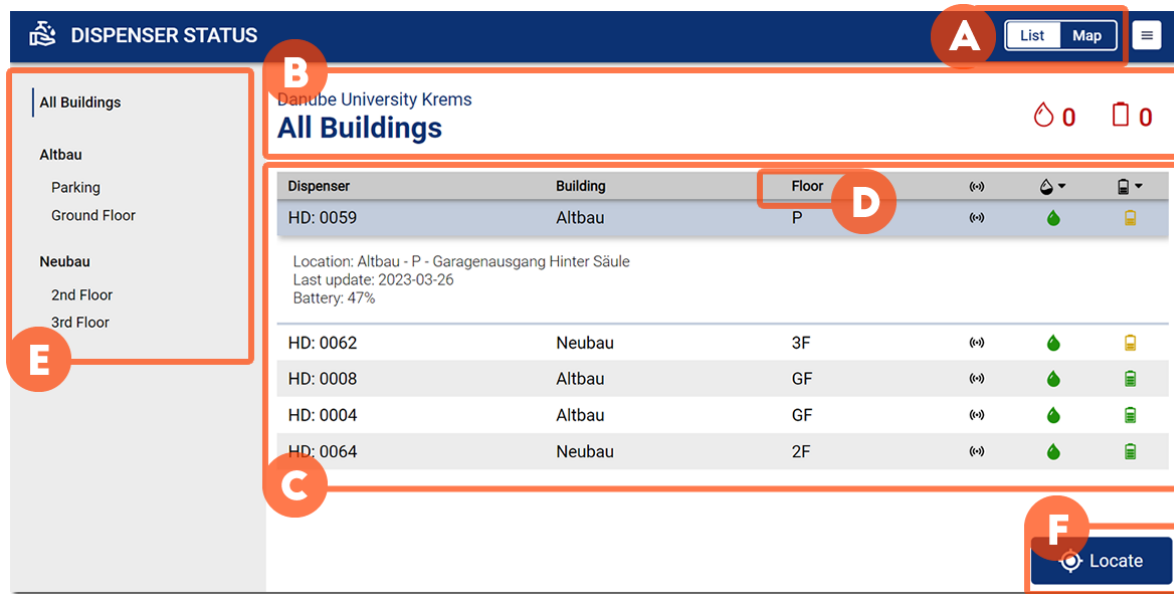 DISPENSER STATUS
A
List Map
B
All Buildings
Danube University Krems
All Buildings
0 0
Altbau
Parking
Ground Floor
Neubau
2nd Floor
3rd Floor
E
Dispenser Building Floor
D
HD: 0059 Altbau P
Location: Altbau - P - Garagenausgang Hinter Säule
Last update: 2023-03-26
Battery: 47%
HD: 0062 Neubau 3F
HD: 0008 Altbau GF
HD: 0004 Altbau GF
HD: 0064 Neubau 2F
C
F
Locate